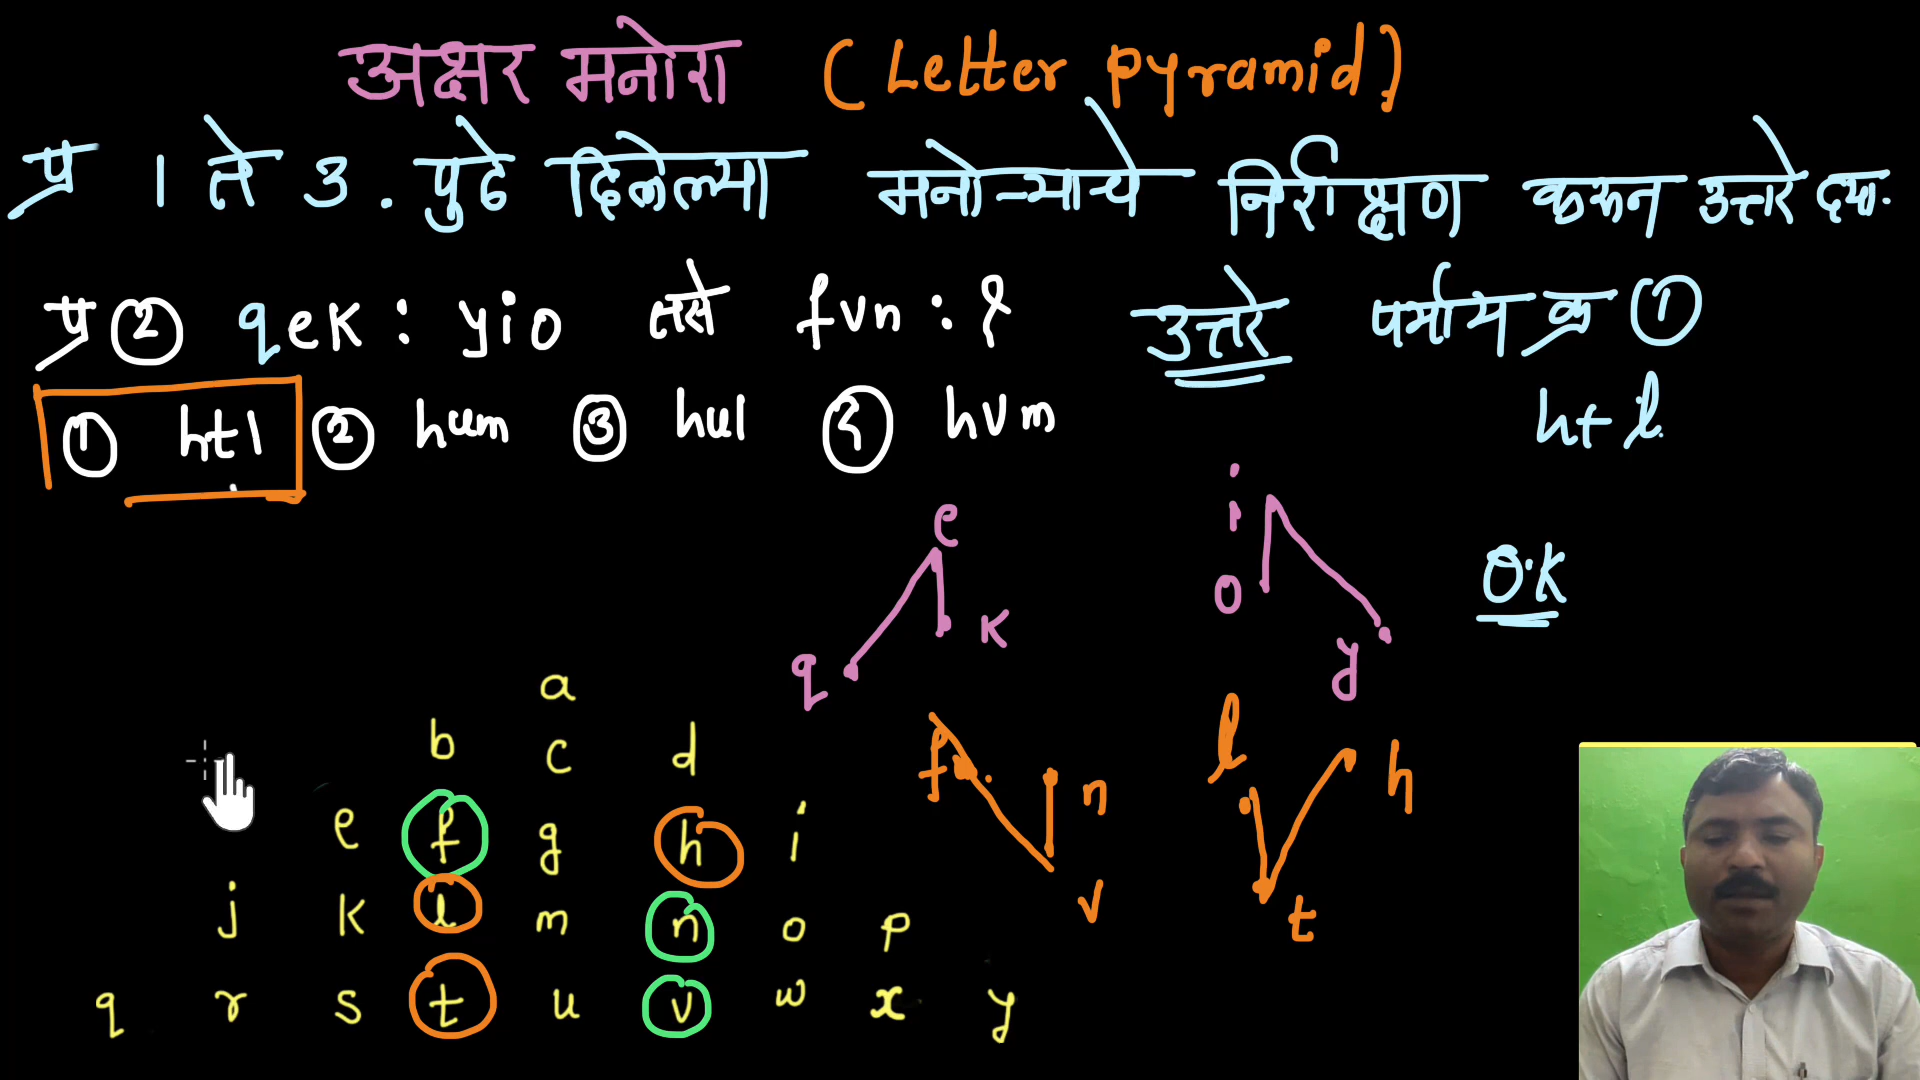 अक्षर मनोरा (Letter pyramid)
प्र 1 ते 3. पुढे दिलेल्या मनोऱ्याचे निरीक्षण करून उत्तरे द्या.
प्र ② qek : yio तसे fvn : ?
उत्तरे पर्याय क्र ①
① htl ② hum ③ hul ④ hvm
htl
e
q k
i
o y
O.K
f n
v
l h
t
a
b c d
e f g h i
j k l m n o p
q r s t u v w x y